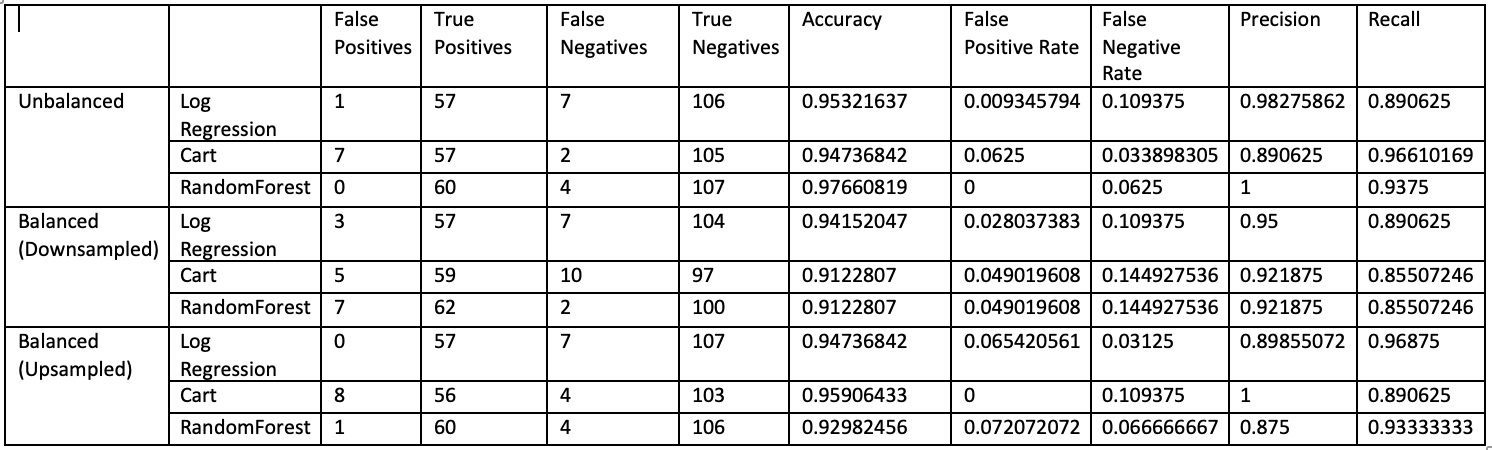 False Positives True Positives False Negatives True Negatives Accuracy False Positive Rate False Negative Rate Precision Recall
Unbalanced Log Regression 1 57 7 106 0.95321637 0.009345794 0.109375 0.98275862 0.890625
Cart 7 57 2 105 0.94736842 0.0625 0.033898305 0.890625 0.96610169
RandomForest 0 60 4 107 0.97660819 0 0.0625 1 0.9375
Balanced (Downsampled) Log Regression 3 57 7 104 0.94152047 0.028037383 0.109375 0.95 0.890625
Cart 5 59 10 97 0.9122807 0.049019608 0.144927536 0.921875 0.85507246
RandomForest 7 62 2 100 0.9122807 0.049019608 0.144927536 0.921875 0.85507246
Balanced (Upsampled) Log Regression 0 57 7 107 0.94736842 0.065420561 0.03125 0.89855072 0.96875
Cart 8 56 4 103 0.95906433 0 0.109375 1 0.890625
RandomForest 1 60 4 106 0.92982456 0.072072072 0.066666667 0.875 0.93333333